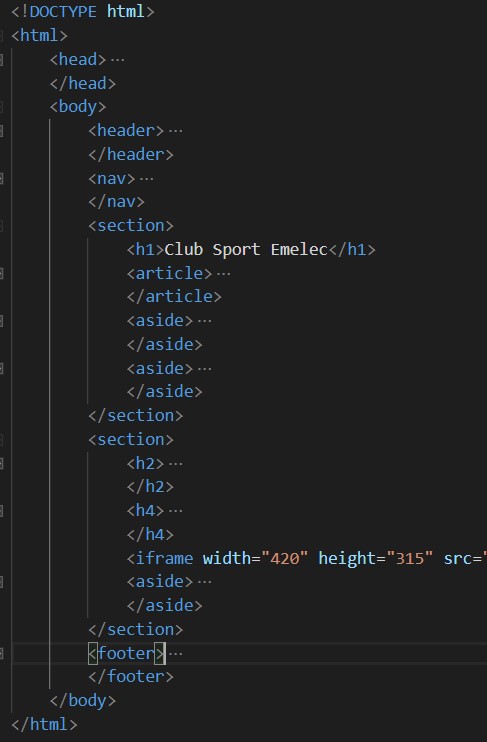 <!DOCTYPE html>
<html>
<head>···
</head>
<body>
<header>···
</header>
<nav>···
</nav>
<section>
<h1>Club Sport Emelec</h1>
<article>···
</article>
<aside>···
</aside>
<aside>···
</aside>
</section>
<section>
<h2>···
</h2>
<h4>···
</h4>
<iframe width="420" height="315" src="
<aside>···
</aside>
</section>
<footer>···
</footer>
</body>
</html>